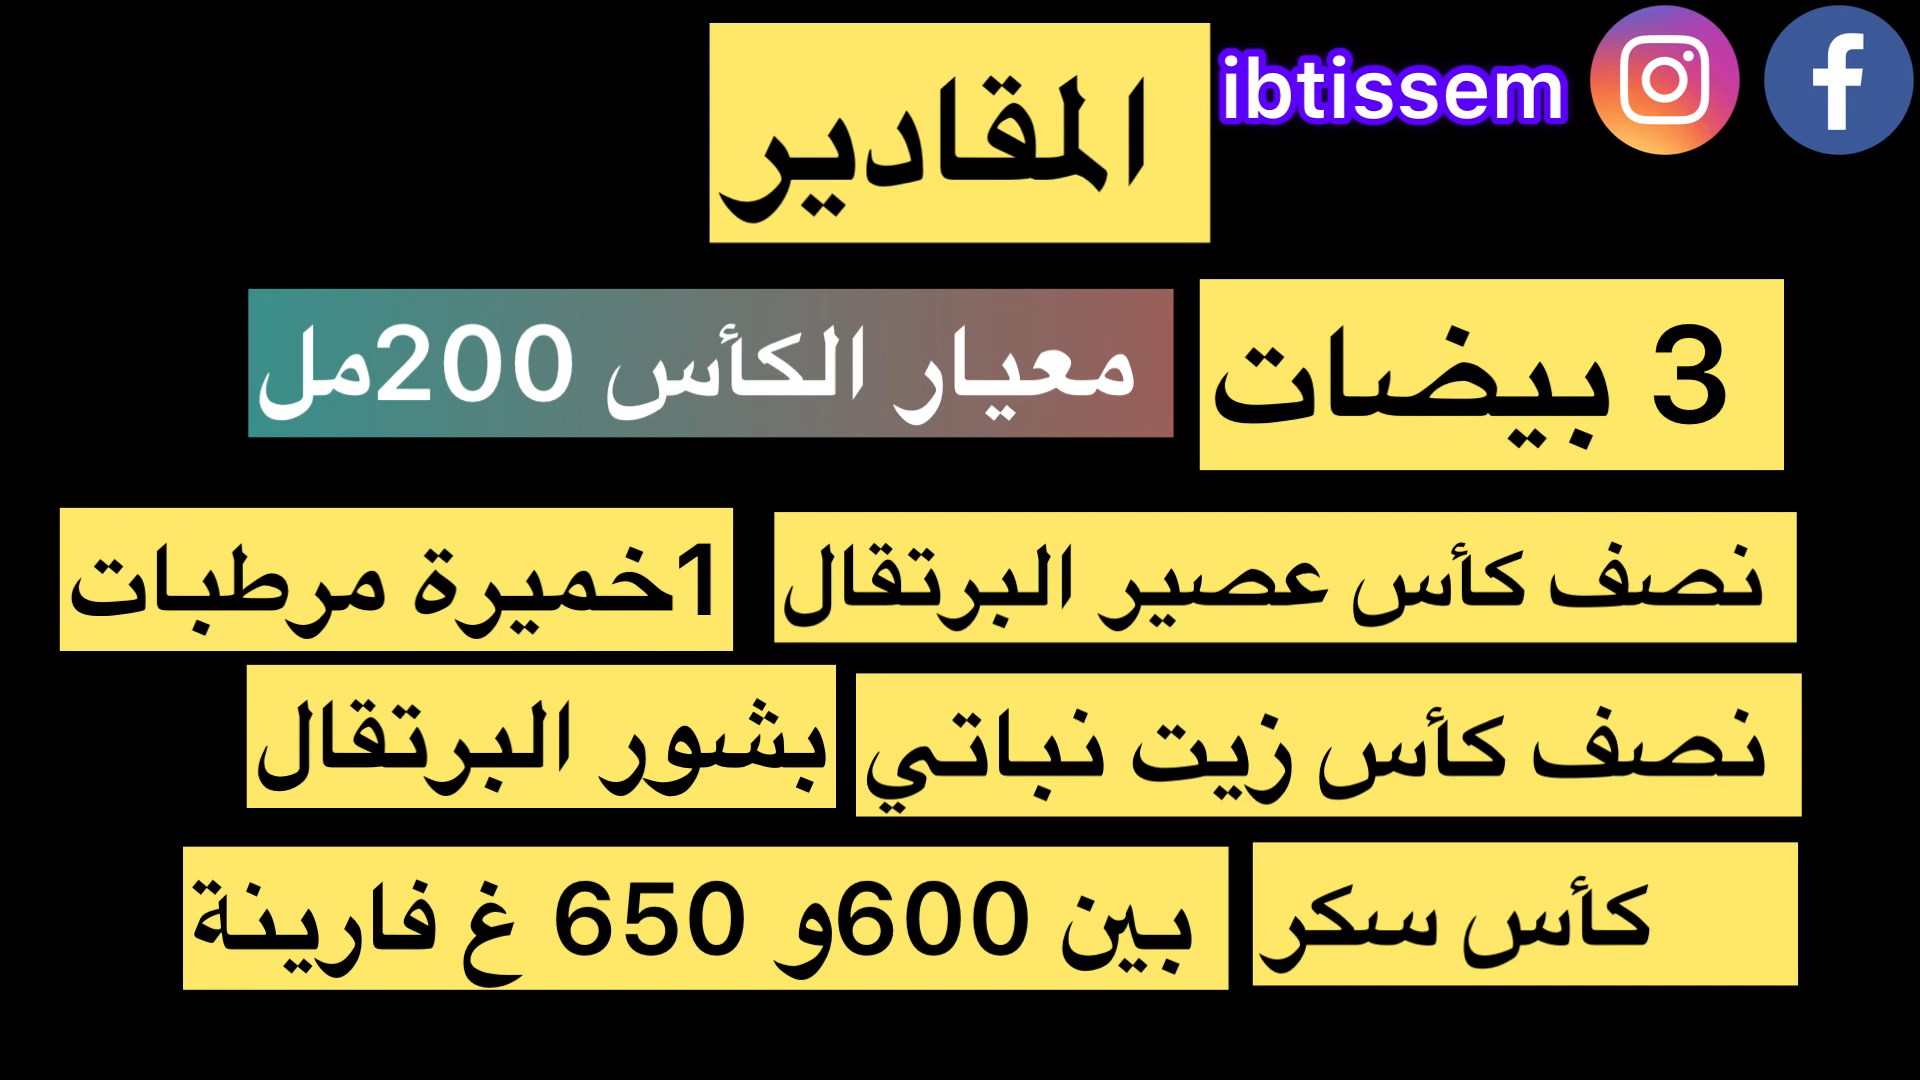 ibtissem
المقادير
3 بيضات
معيار الكأس 200مل
نصف كأس عصير البرتقال
1خميرة مرطبات
نصف كأس زيت نباتي
بشور البرتقال
كأس سكر
بين 600و 650 غ فارينة